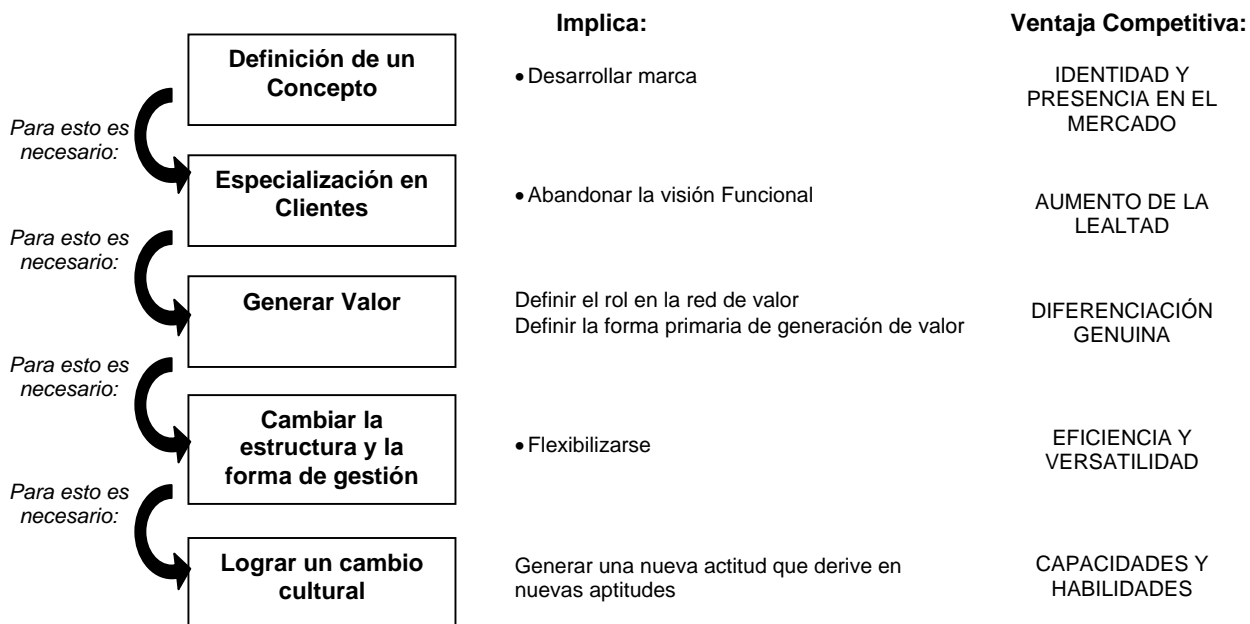 Implica:
Ventaja Competitiva:
Definición de un
Concepto
• Desarrollar marca
IDENTIDAD Y
PRESENCIA EN EL
MERCADO
Para esto es
necesario:
Especialización en
Clientes
• Abandonar la visión Funcional
AUMENTO DE LA
LEALTAD
Para esto es
necesario:
Generar Valor
Definir el rol en la red de valor
Definir la forma primaria de generación de valor
DIFERENCIACIÓN
GENUINA
Para esto es
necesario:
Cambiar la
estructura y la
forma de gestión
• Flexibilizarse
EFICIENCIA Y
VERSATILIDAD
Para esto es
necesario:
Lograr un cambio
cultural
Generar una nueva actitud que derive en
nuevas aptitudes
CAPACIDADES Y
HABILIDADES